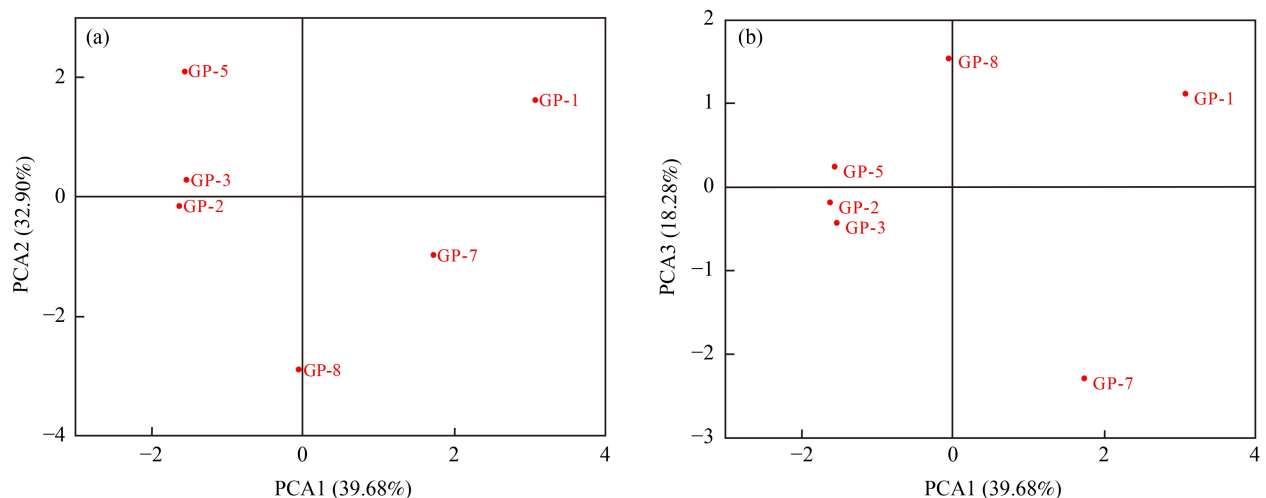 (a)
2
0
−2
−4
−2
0
2
4
GP-5
GP-1
GP-3
GP-2
GP-7
GP-8
PCA2 (32.90%)
PCA1 (39.68%)
(b)
2
1
0
−1
−2
−3
−2
0
2
4
GP-8
GP-1
GP-5
GP-2
GP-3
GP-7
PCA3 (18.28%)
PCA1 (39.68%)